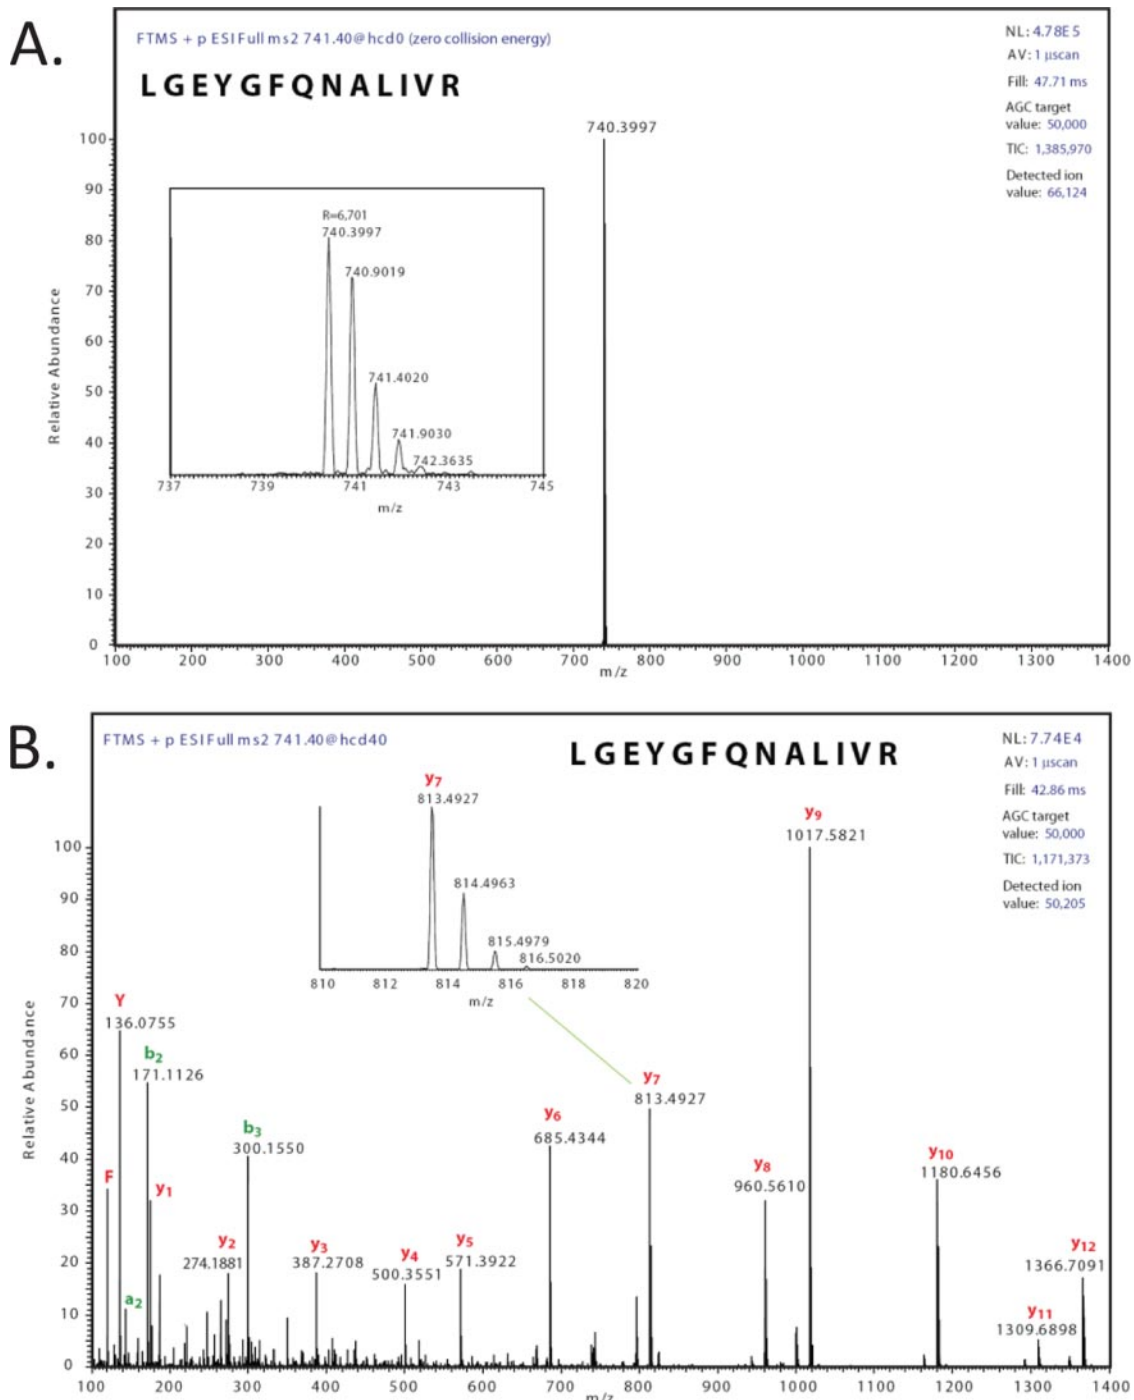 A.
FTMS + p ESI Full ms2 741.40@hcd0 (zero collision energy)
LGEYGFQNALIVR
NL: 4.78E5
AV: 1 µscan
Fill: 47.71 ms
AGC target
value: 50,000
TIC: 1,385,970
Detected ion
value: 66,124
740.3997
100
90
80
70
60
50
40
30
20
10
0
Relative Abundance
R=6,701
740.3997
740.9019
741.4020
741.9030
742.3635
737 739 741 743 745
m/z
100 200 300 400 500 600 700 800 900 1000 1100 1200 1300 1400
m/z
B.
FTMS + p ESI Full ms2 741.40@hcd40
LGEYGFQNALIVR
NL: 7.74E4
AV: 1 µscan
Fill: 42.86 ms
AGC target
value: 50,000
TIC: 1,171,373
Detected ion
value: 50,205
y7
813.4927
814.4963
815.4979
816.5020
810 812 814 816 818 820
m/z
100
90
80
70
60
50
40
30
20
10
0
Relative Abundance
F
Y
136.0755
a2
b2
171.1126
y1
y2
274.1881
b3
300.1550
y3
387.2708
y4
500.3551
y5
571.3922
y6
685.4344
y7
813.4927
y8
960.5610
y9
1017.5821
y10
1180.6456
y11
1309.6898
y12
1366.7091
100 200 300 400 500 600 700 800 900 1000 1100 1200 1300 1400
m/z